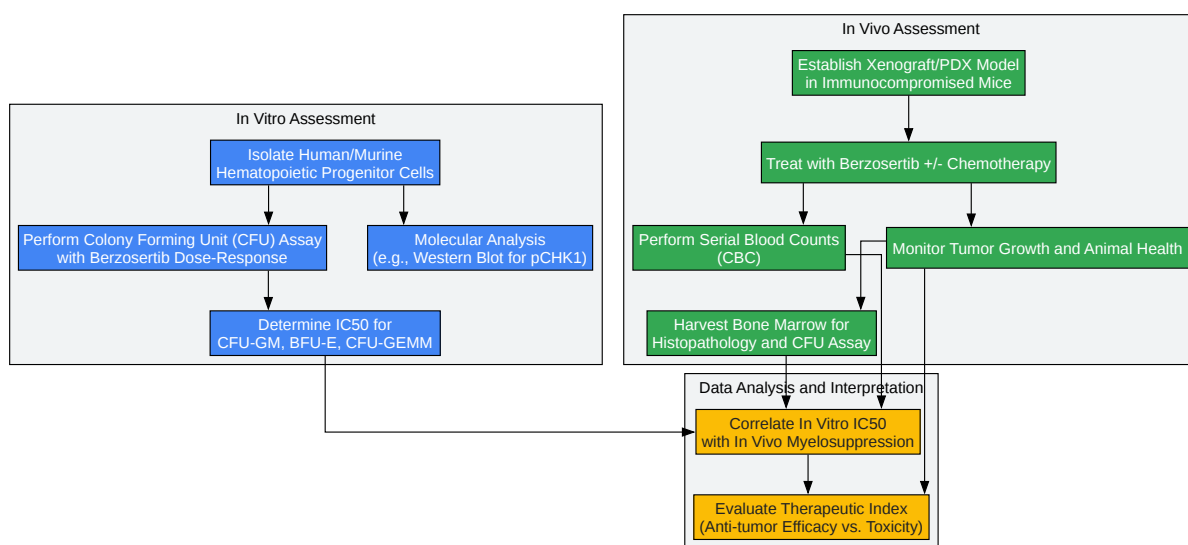 In Vitro Assessment
Isolate Human/Murine
Hematopoietic Progenitor Cells
Perform Colony Forming Unit (CFU) Assay
with Berzosertib Dose-Response
Molecular Analysis
(e.g., Western Blot for pCHK1)
Determine IC50 for
CFU-GM, BFU-E, CFU-GEMM
In Vivo Assessment
Establish Xenograft/PDX Model
in Immunocompromised Mice
Treat with Berzosertib +/- Chemotherapy
Perform Serial Blood Counts
(CBC)
Monitor Tumor Growth and Animal Health
Harvest Bone Marrow for
Histopathology and CFU Assay
Data Analysis and Interpretation
Correlate In Vitro IC50
with In Vivo Myelosuppression
Evaluate Therapeutic Index
(Anti-tumor Efficacy vs. Toxicity)